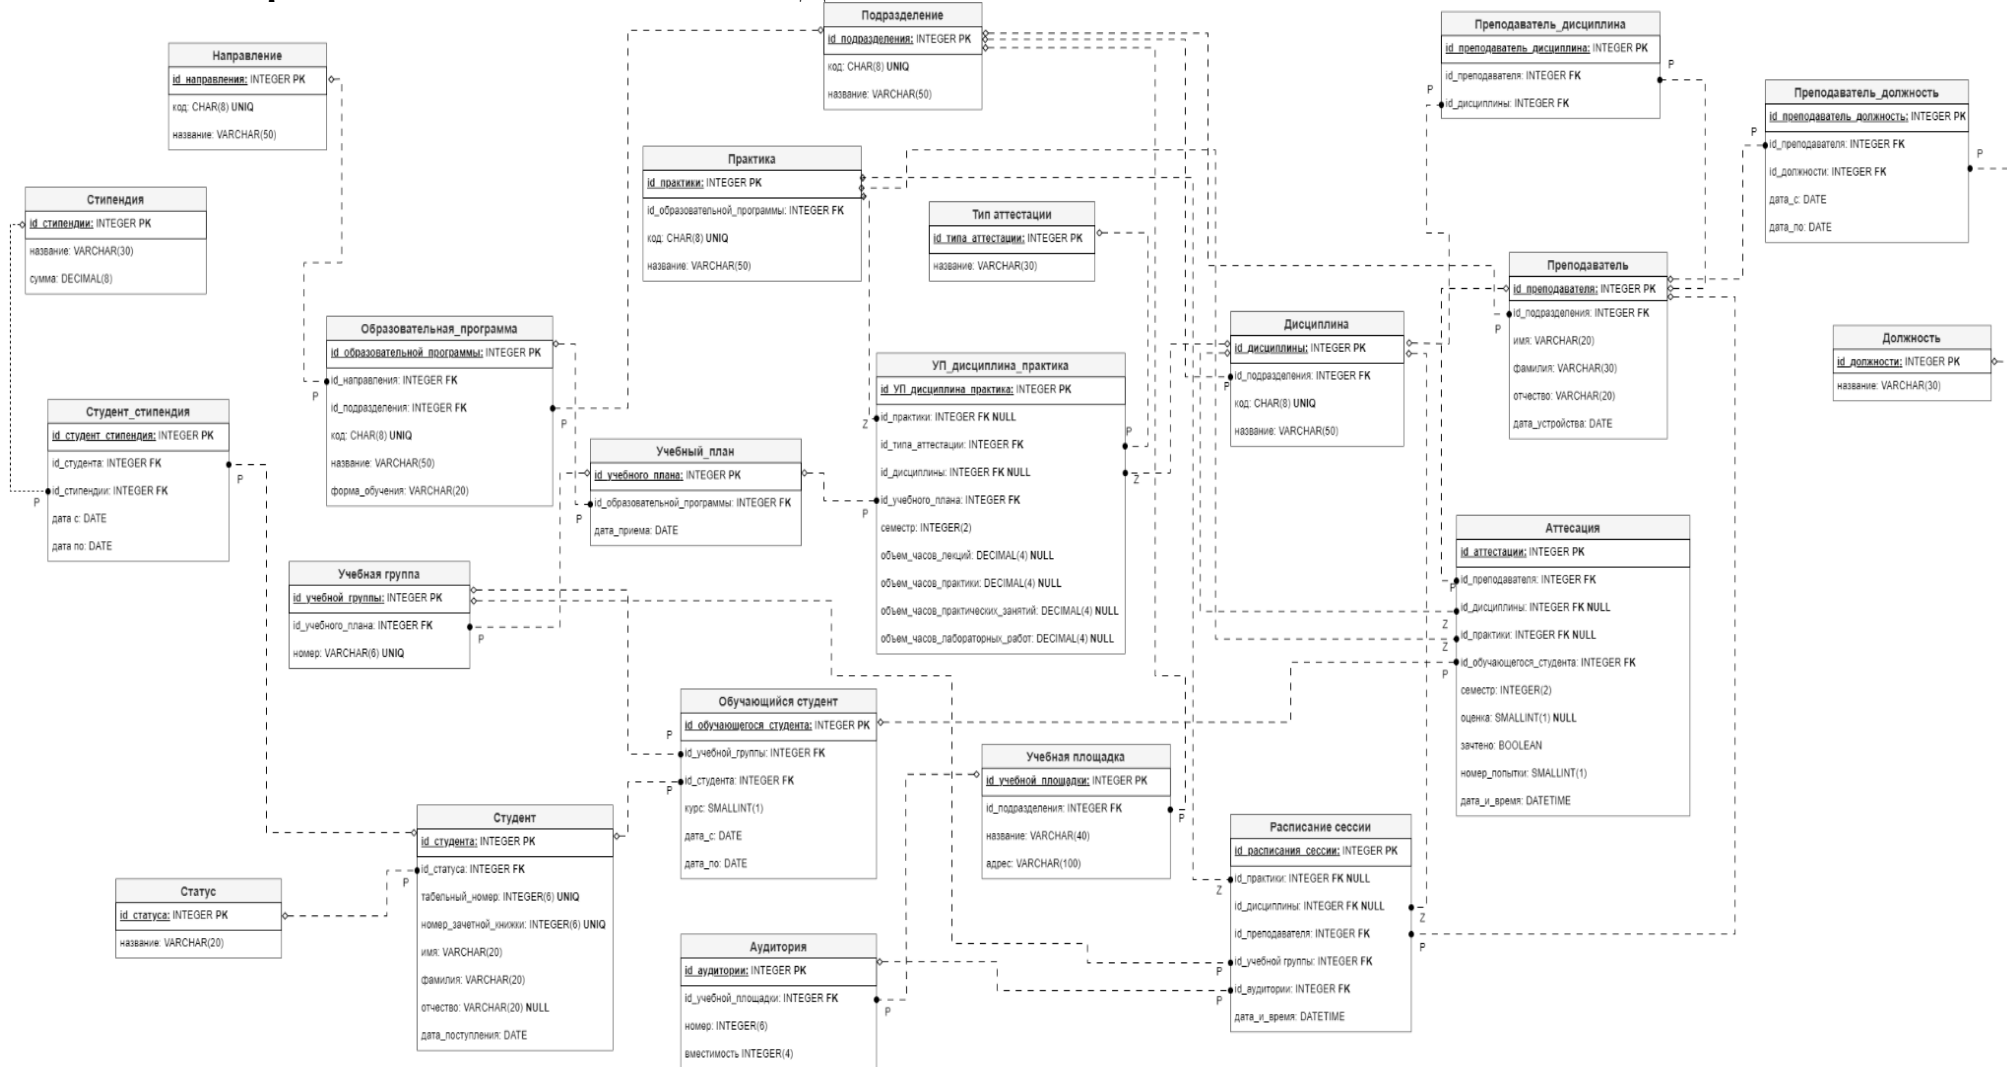 Подразделение
id_подразделения: INTEGER PK
код: CHAR(8) UNIQ
название: VARCHAR(50)
Преподаватель_дисциплина
id_преподаватель_дисциплина: INTEGER PK
id_преподавателя: INTEGER FK
id_дисциплины: INTEGER FK
P
P
Направление
id_направления: INTEGER PK
код: CHAR(8) UNIQ
название: VARCHAR(50)
Преподаватель_должность
id_преподаватель_должность: INTEGER PK
id_преподавателя: INTEGER FK
id_должности: INTEGER FK
дата_с: DATE
дата_по: DATE
P
P
Практика
id_практики: INTEGER PK
id_образовательной_программы: INTEGER FK
код: CHAR(8) UNIQ
название: VARCHAR(50)
Стипендия
id_стипендии: INTEGER PK
название: VARCHAR(30)
сумма: DECIMAL(8)
Тип аттестации
id_типа_аттестации: INTEGER PK
название: VARCHAR(30)
Преподаватель
id_преподавателя: INTEGER PK
id_подразделения: INTEGER FK
имя: VARCHAR(20)
фамилия: VARCHAR(30)
отчество: VARCHAR(20)
дата_устройства: DATE
P
Образовательная_программа
id_образовательной_программы: INTEGER PK
id_направления: INTEGER FK
id_подразделения: INTEGER FK
код: CHAR(8) UNIQ
название: VARCHAR(50)
форма_обучения: VARCHAR(20)
P
P
Дисциплина
id_дисциплины: INTEGER PK
id_подразделения: INTEGER FK
код: CHAR(8) UNIQ
название: VARCHAR(50)
P
Должность
id_должности: INTEGER PK
название: VARCHAR(30)
УП_дисциплина_практика
id_УП_дисциплина_практика: INTEGER PK
id_практики: INTEGER FK NULL
id_типа_аттестации: INTEGER FK
id_дисциплины: INTEGER FK NULL
id_учебного_плана: INTEGER FK
семестр: INTEGER(2)
объем_часов_лекций: DECIMAL(4) NULL
объем_часов_практики: DECIMAL(4) NULL
объем_часов_практических_занятий: DECIMAL(4) NULL
объем_часов_лабораторных_работ: DECIMAL(4) NULL
Z
P
Z
P
Студент_стипендия
id_студент_стипендия: INTEGER PK
id_студента: INTEGER FK
id_стипендии: INTEGER FK
дата с: DATE
дата по: DATE
P
P
Учебный_план
id_учебного_плана: INTEGER PK
id_образовательной_программы: INTEGER FK
дата_приема: DATE
P
Аттесация
id_аттестации: INTEGER PK
id_преподавателя: INTEGER FK
id_дисциплины: INTEGER FK NULL
id_практики: INTEGER FK NULL
id_обучающегося_студента: INTEGER FK
семестр: INTEGER(2)
оценка: SMALLINT(1) NULL
зачтено: BOOLEAN
номер_попытки: SMALLINT(1)
дата_и_время: DATETIME
P
Z
Z
P
Учебная группа
id_учебной_группы: INTEGER PK
id_учебного_плана: INTEGER FK
номер: VARCHAR(6) UNIQ
P
Обучающийся студент
id_обучающегося_студента: INTEGER PK
id_учебной_группы: INTEGER FK
id_студента: INTEGER FK
курс: SMALLINT(1)
дата_с: DATE
дата_по: DATE
P
P
Учебная площадка
id_учебной_площадки: INTEGER PK
id_подразделения: INTEGER FK
название: VARCHAR(40)
адрес: VARCHAR(100)
P
Студент
id_студента: INTEGER PK
id_статуса: INTEGER FK
табельный_номер: INTEGER(6) UNIQ
номер_зачетной_книжки: INTEGER(6) UNIQ
имя: VARCHAR(20)
фамилия: VARCHAR(20)
отчество: VARCHAR(20) NULL
дата_поступления: DATE
P
Расписание сессии
id_расписания_сессии: INTEGER PK
id_практики: INTEGER FK NULL
id_дисциплины: INTEGER FK NULL
id_преподавателя: INTEGER FK
id_учебной группы: INTEGER FK
id_аудитории: INTEGER FK
дата_и_время: DATETIME
Z
Z
P
P
P
Статус
id_статуса: INTEGER PK
название: VARCHAR(20)
Аудитория
id_аудитории: INTEGER PK
id_учебной_площадки: INTEGER FK
номер: INTEGER(6)
вместимость INTEGER(4)
P